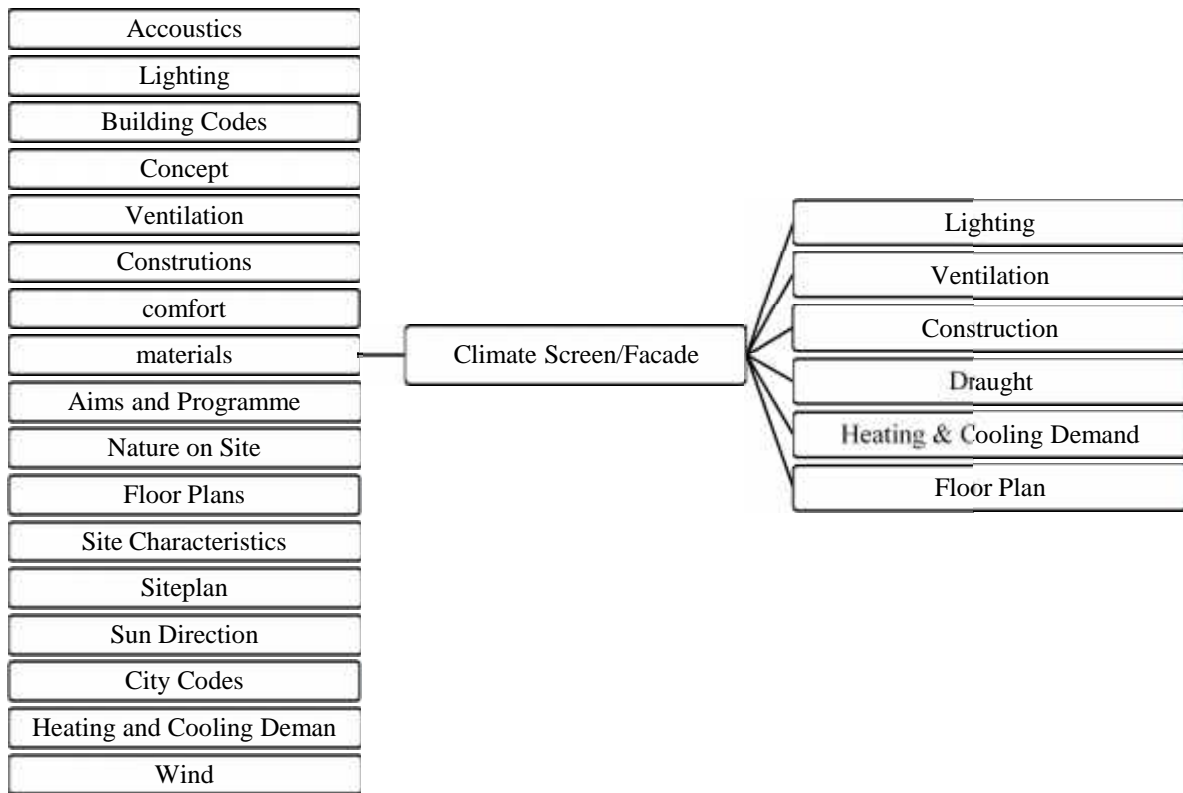 Accoustics
Lighting
Building Codes
Concept
Ventilation
Construtions
comfort
materials
Aims and Programme
Nature on Site
Floor Plans
Site Characteristics
Siteplan
Sun Direction
City Codes
Heating and Cooling Deman
Wind
Climate Screen/Facade
Lighting
Ventilation
Construction
Draught
Heating & Cooling Demand
Floor Plan